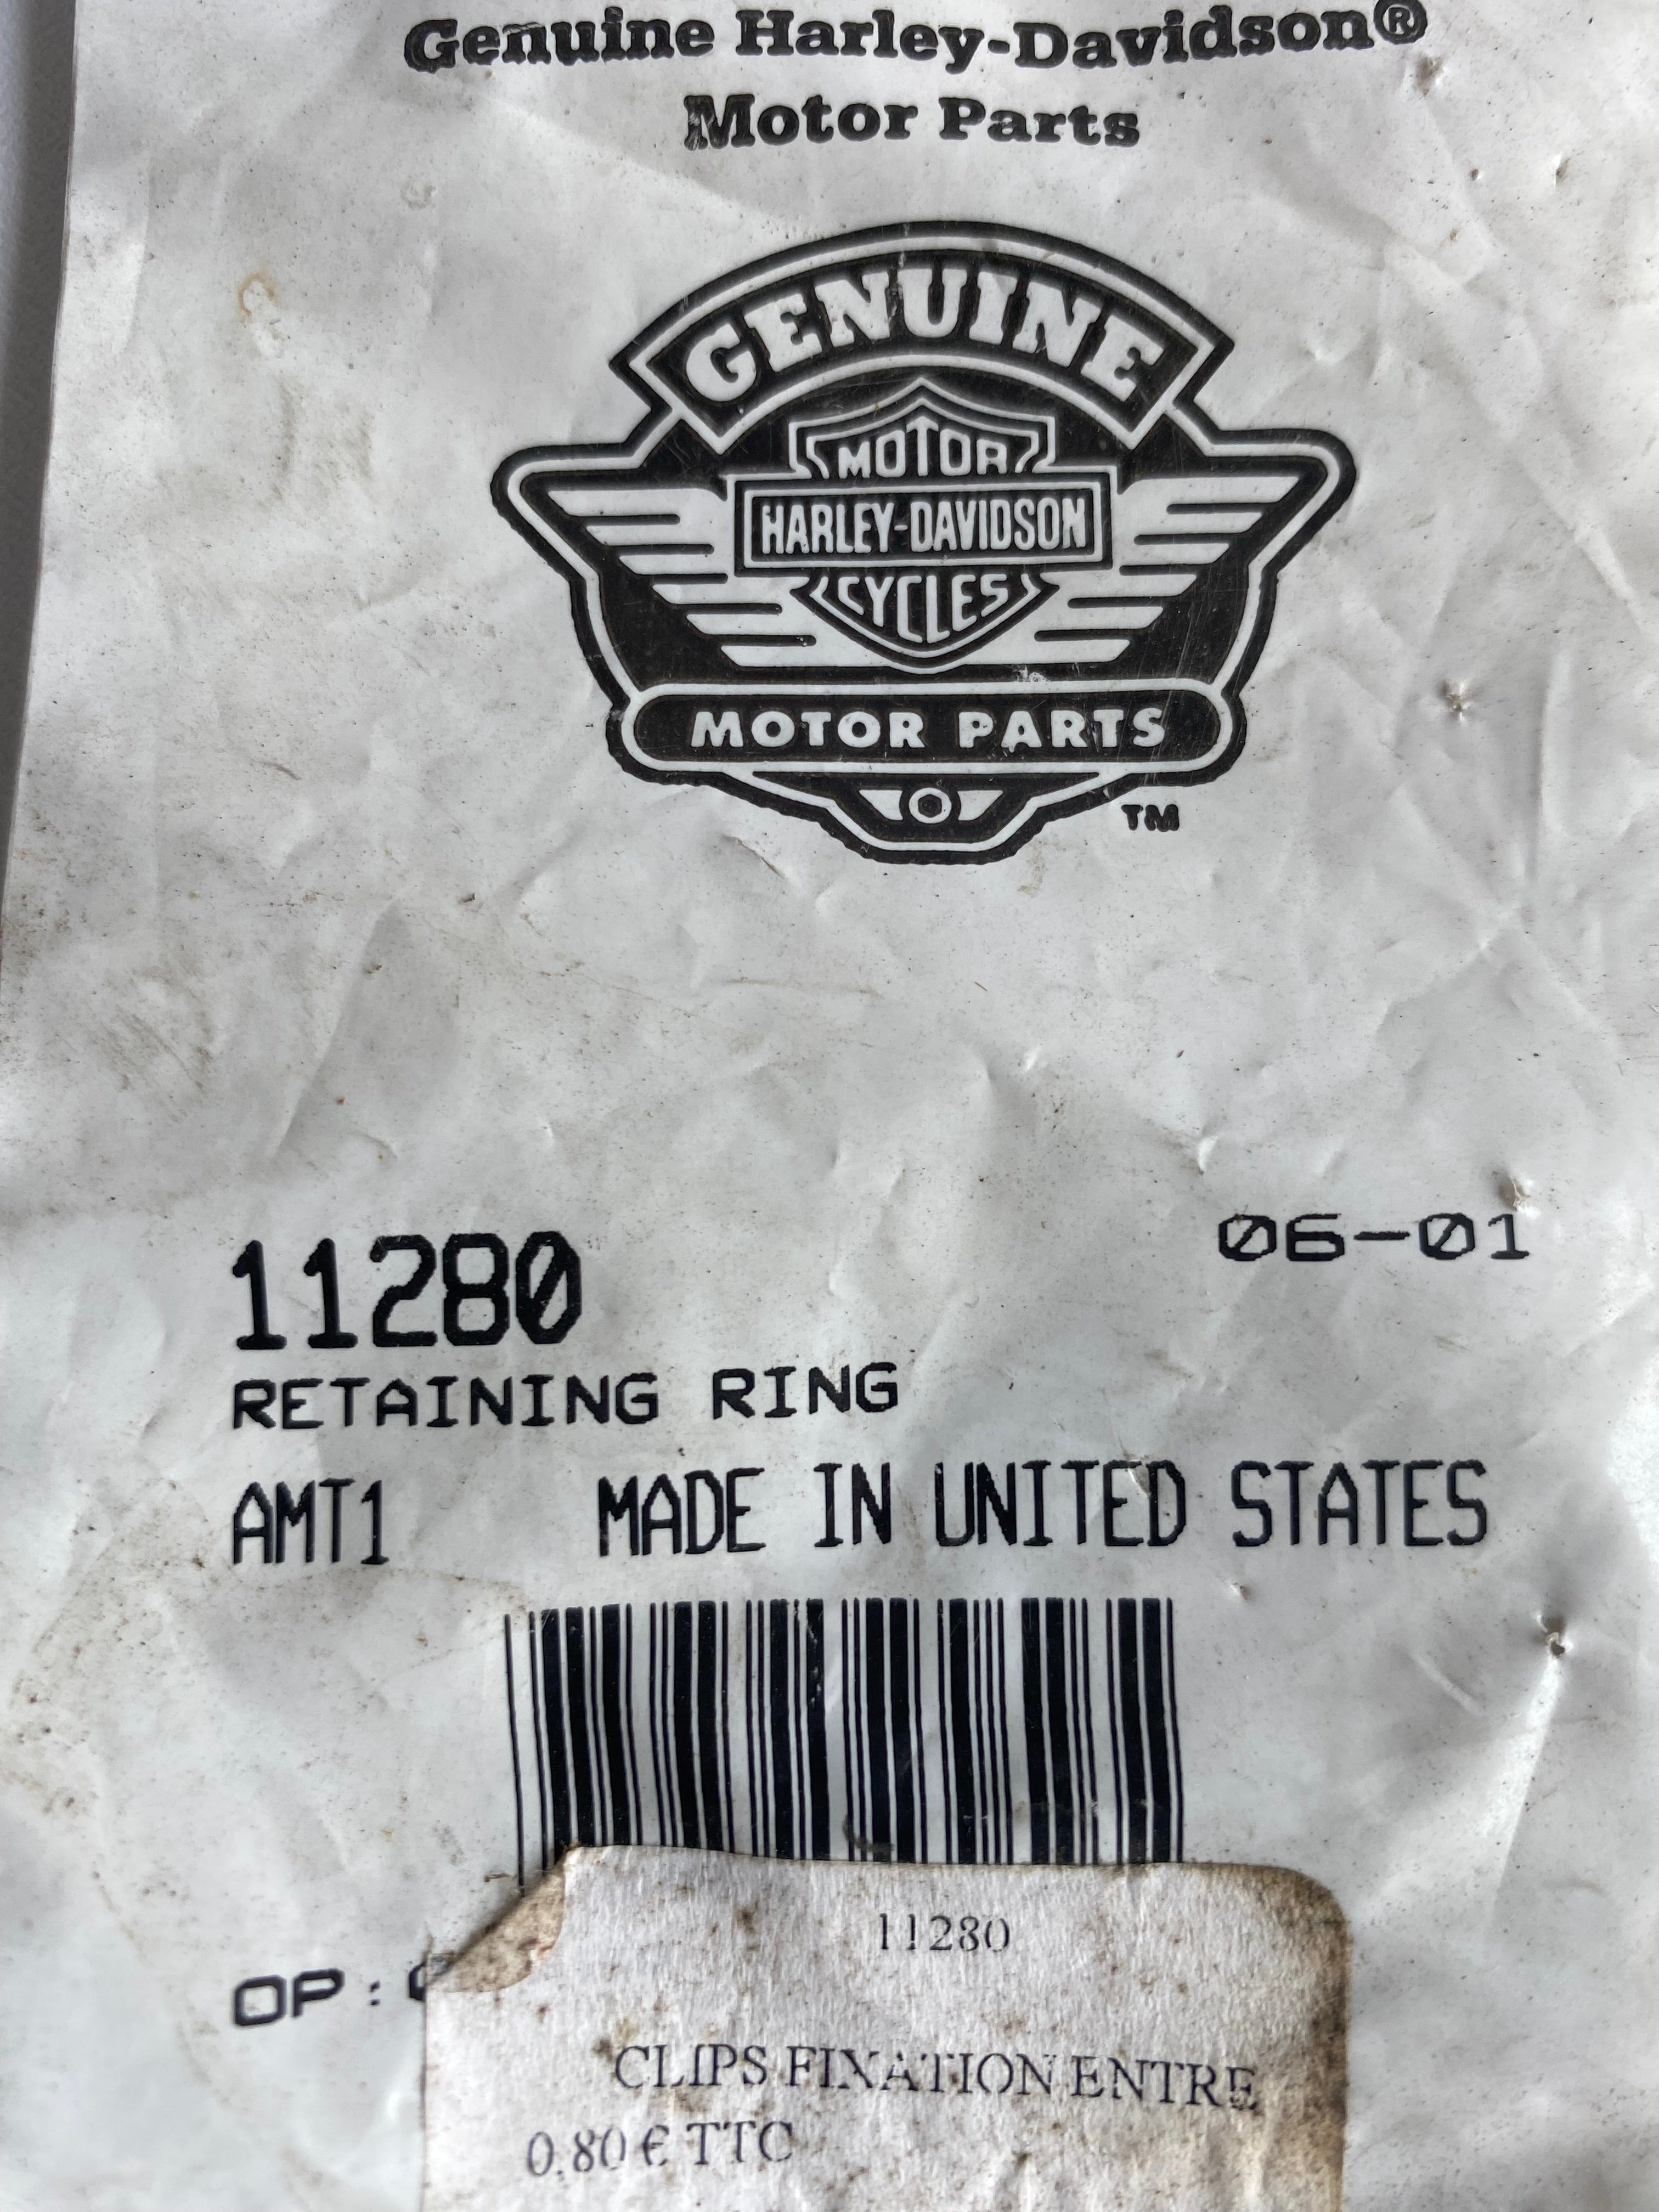 Genuine Harley-Davidson®
Motor Parts
GENUINE
MOTOR
HARLEY-DAVIDSON
CYCLES
MOTOR PARTS
TM
06-01
11280
RETAINING RING
AMT1 MADE IN UNITED STATES
OP:
11280
CLIPS FIXATION ENTRE
0.80 € TTC